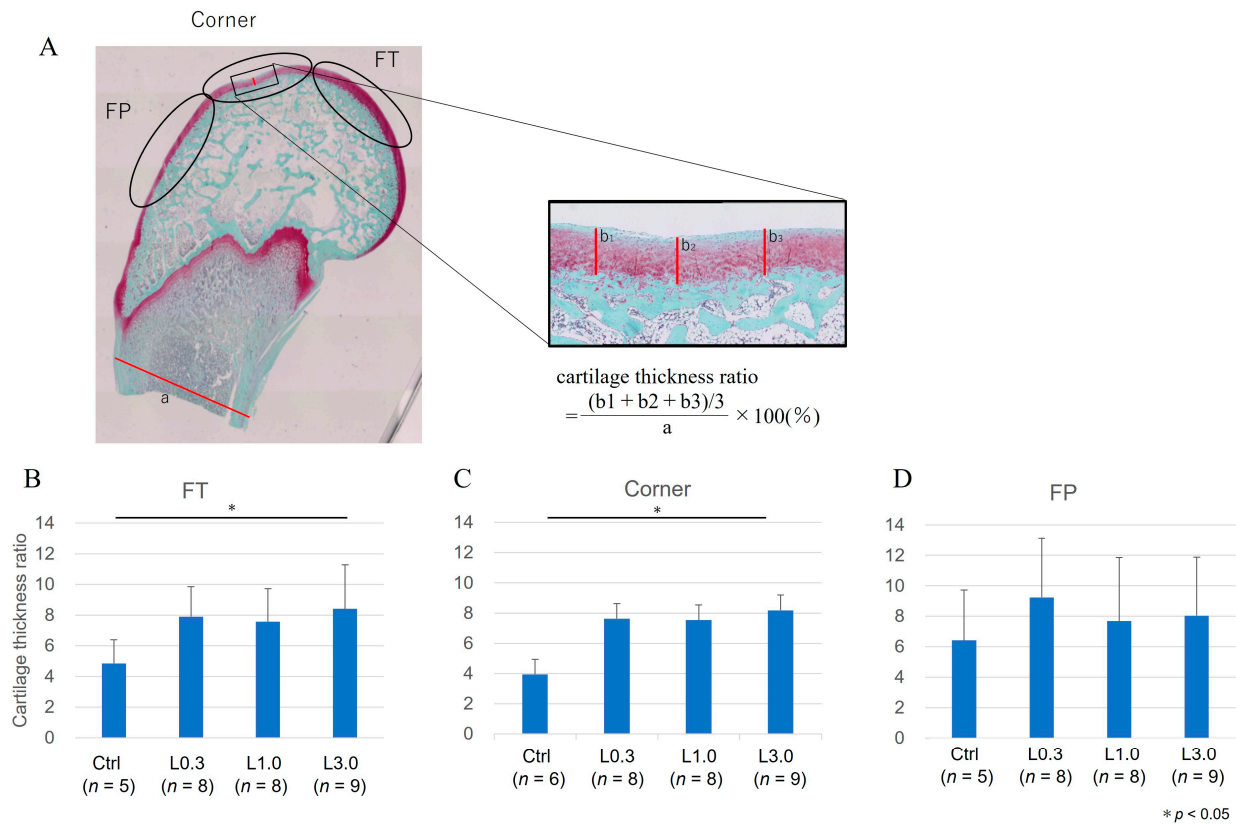 Corner
A
FT
FP
a
b1
b2
b3
cartilage thickness ratio
= (b1 + b2 + b3)/3
a
× 100(%)
B
FT
*
Cartilage thickness ratio
14
12
10
8
6
4
2
0
Ctrl L0.3 L1.0 L3.0
(n = 5) (n = 8) (n = 8) (n = 9)
C
Corner
*
14
12
10
8
6
4
2
0
Ctrl L0.3 L1.0 L3.0
(n = 6) (n = 8) (n = 8) (n = 9)
D
FP
14
12
10
8
6
4
2
0
Ctrl L0.3 L1.0 L3.0
(n = 5) (n = 8) (n = 8) (n = 9)
* p < 0.05